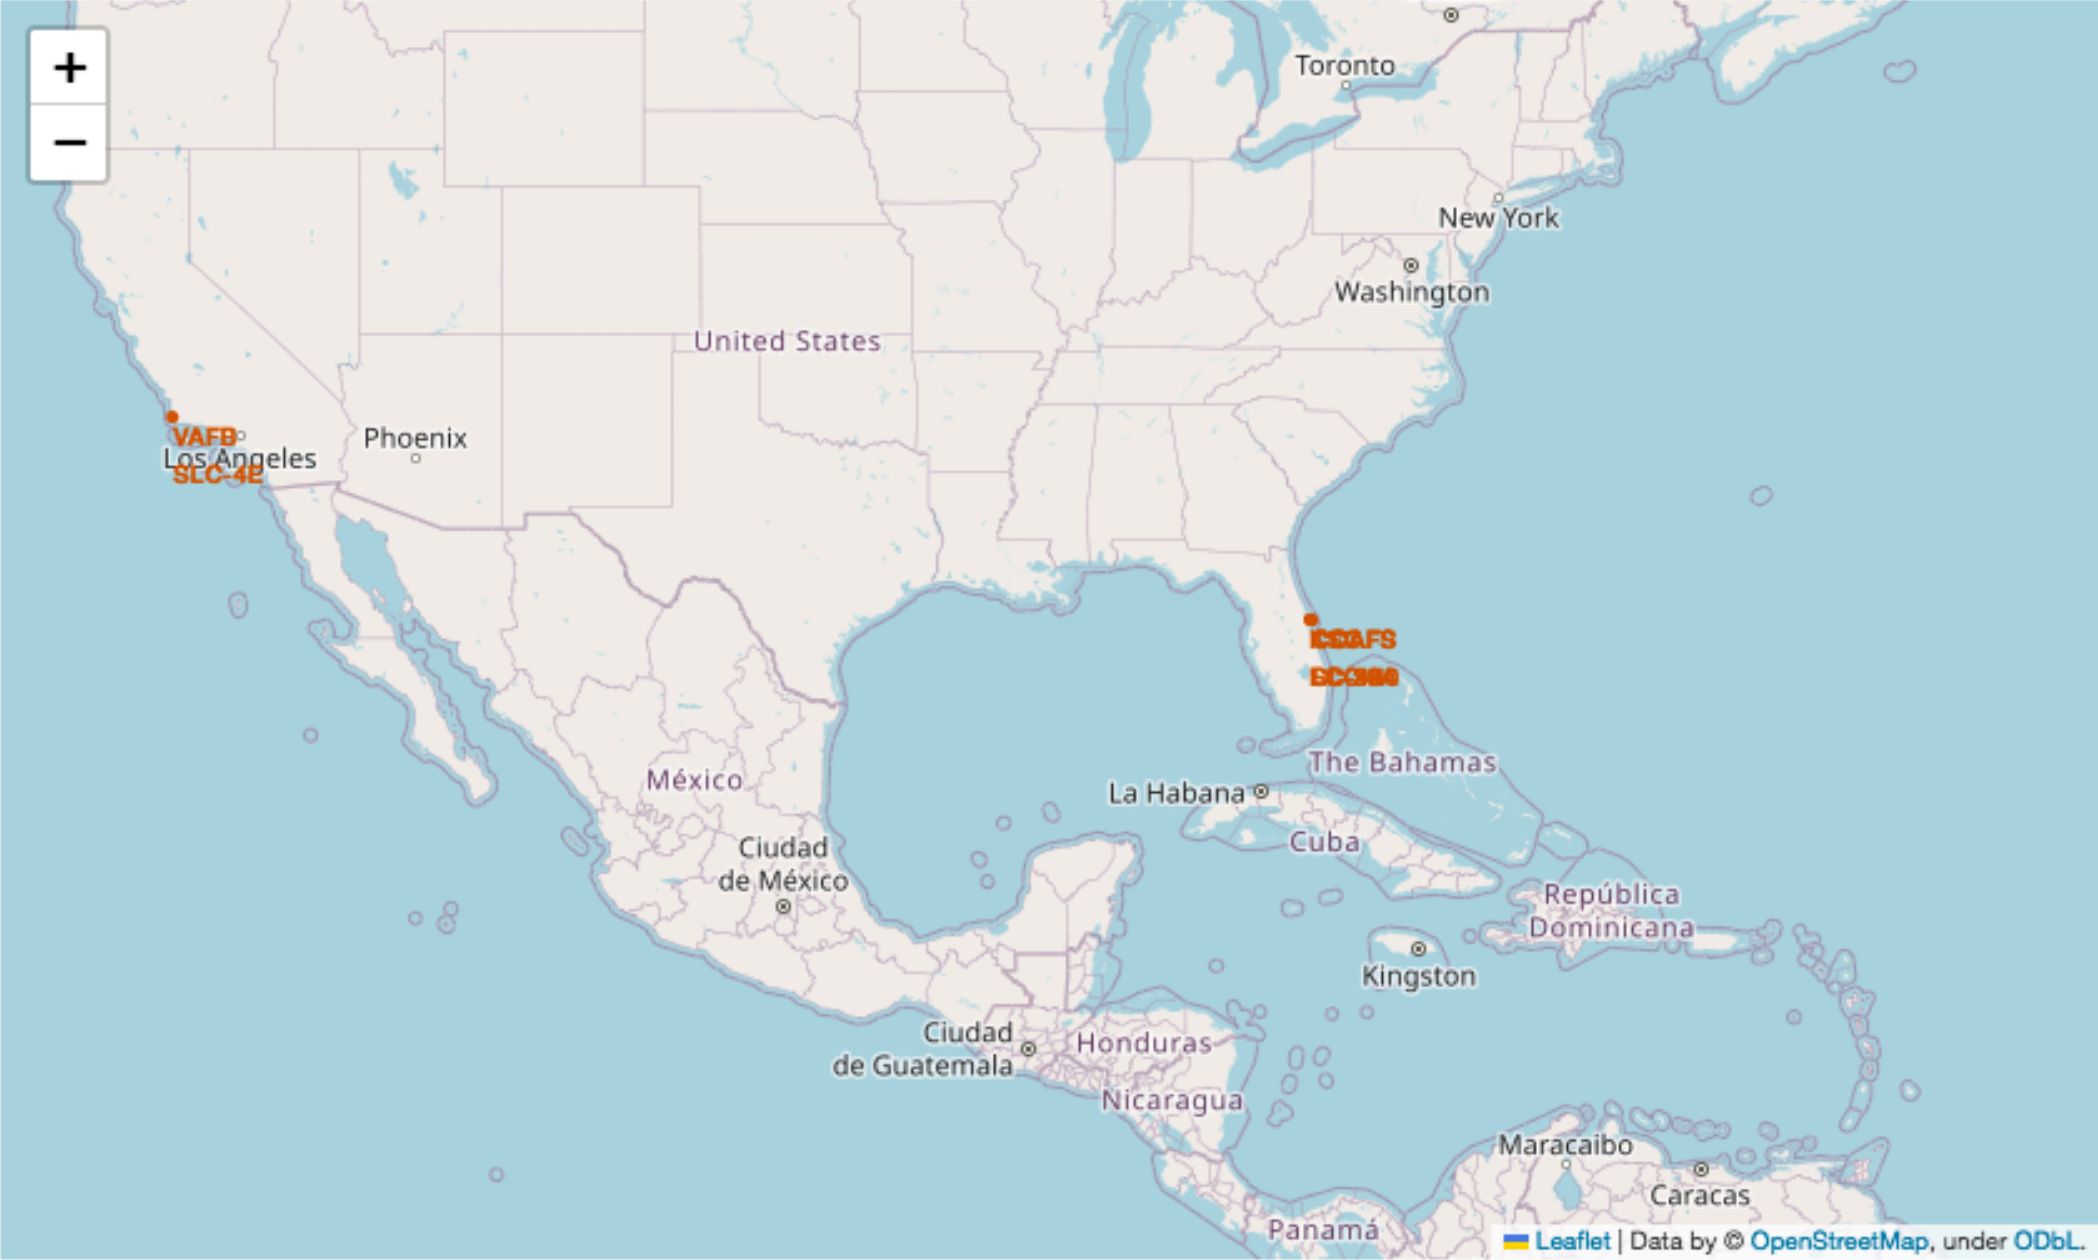 +
Toronto
−
New York
Washington
United States
VAFB
Phoenix
Los Angeles
SLC-4E
The Bahamas
México
La Habana
Cuba
Ciudad
de México
República
Dominicana
Kingston
Ciudad
de Guatemala
Honduras
Nicaragua
Maracaibo
Caracas
Panamá
Leaflet | Data by © OpenStreetMap, under ODbL.